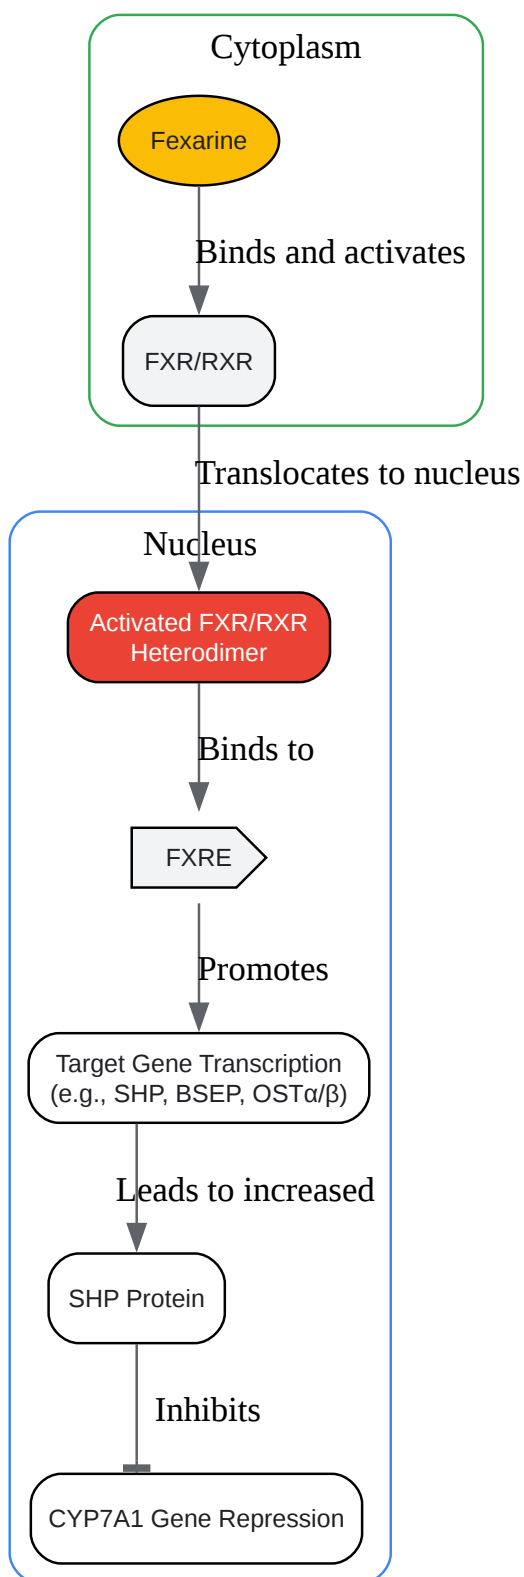 Cytoplasm
Fexarine
Binds and activates
FXR/RXR
Translocates to nucleus
Nucleus
Activated FXR/RXR
Heterodimer
Binds to
FXRE
Promotes
Target Gene Transcription
(e.g., SHP, BSEP, OSTα/β)
Leads to increased
SHP Protein
Inhibits
CYP7A1 Gene Repression